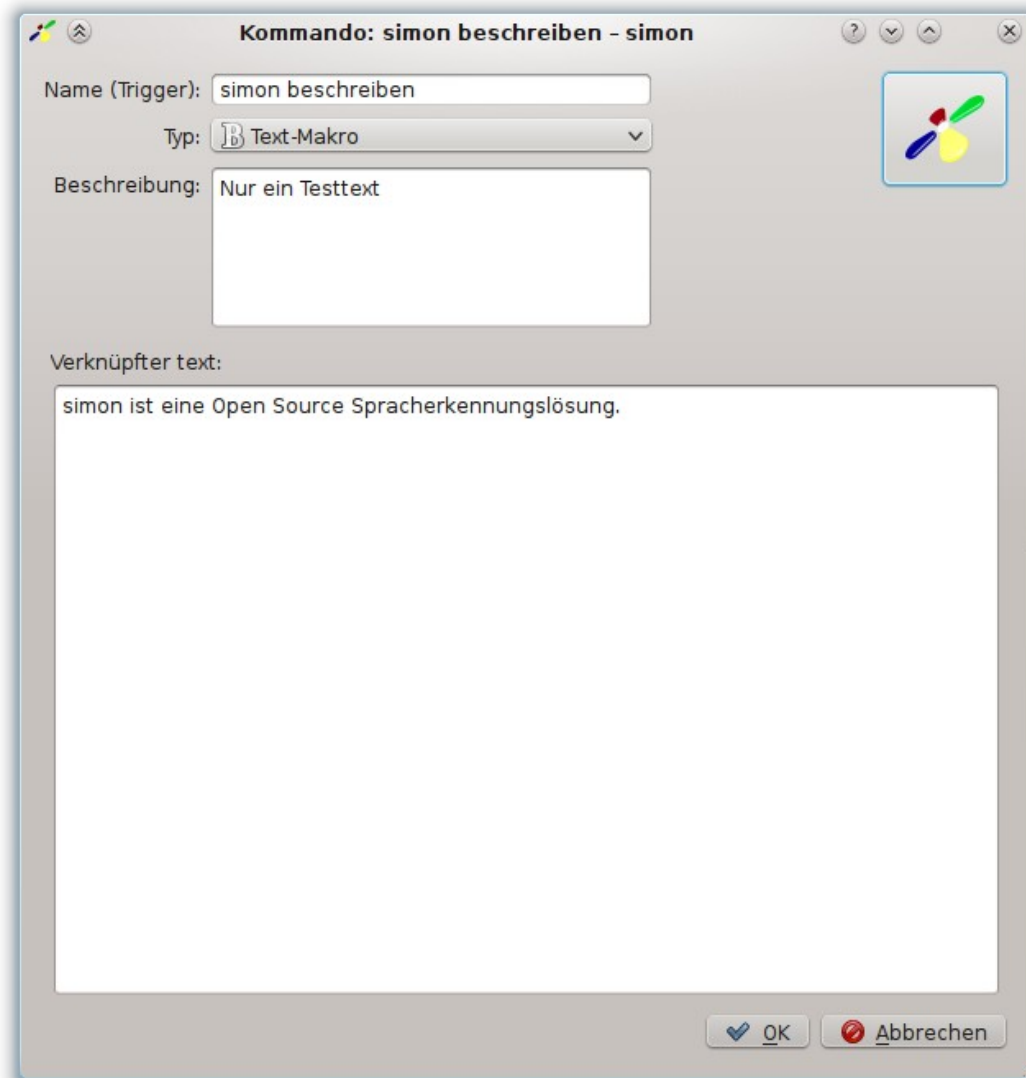 Kommando: simon beschreiben – simon
Name (Trigger): simon beschreiben
Typ: Text-Makro
Beschreibung: Nur ein Testtext
Verknüpfter text:
simon ist eine Open Source Spracherkennungslösung.
OK Abbrechen